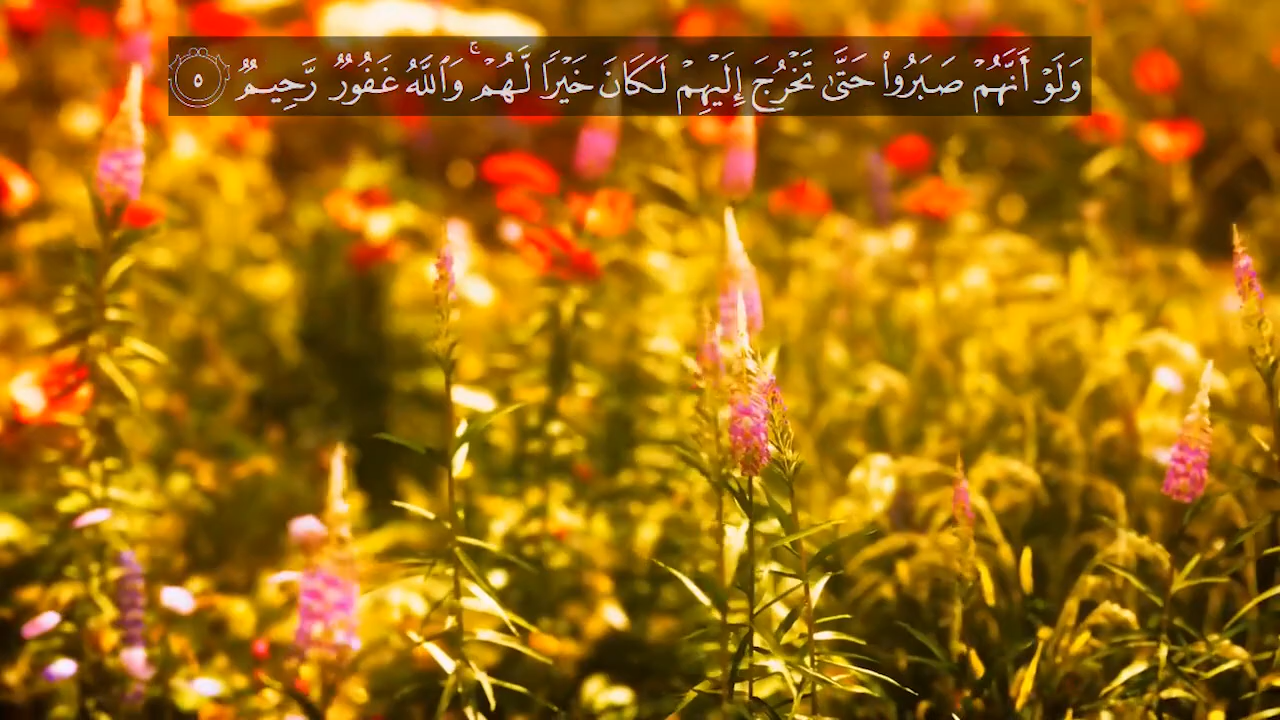 وَلَوْ أَنَّهُمْ صَبَرُوا۟ حَتَّىٰ تَخْرُجَ إِلَيْهِمْ لَكَانَ خَيْرًا لَّهُمْ ۚ وَٱللَّهُ غَفُورٌ رَّحِيمٌ ٥